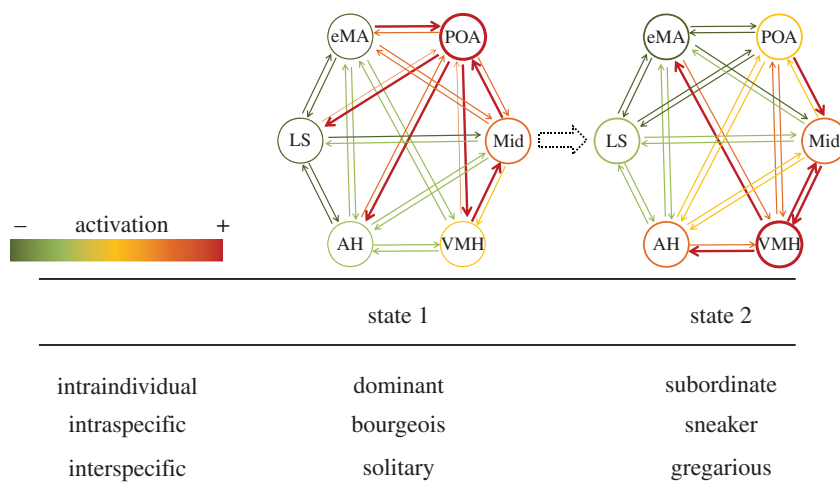 eMA POA eMA POA
LS Mid LS Mid
AH VMH AH VMH
– activation +
state 1 state 2
intraindividual dominant subordinate
intraspecific bourgeois sneaker
interspecific solitary gregarious